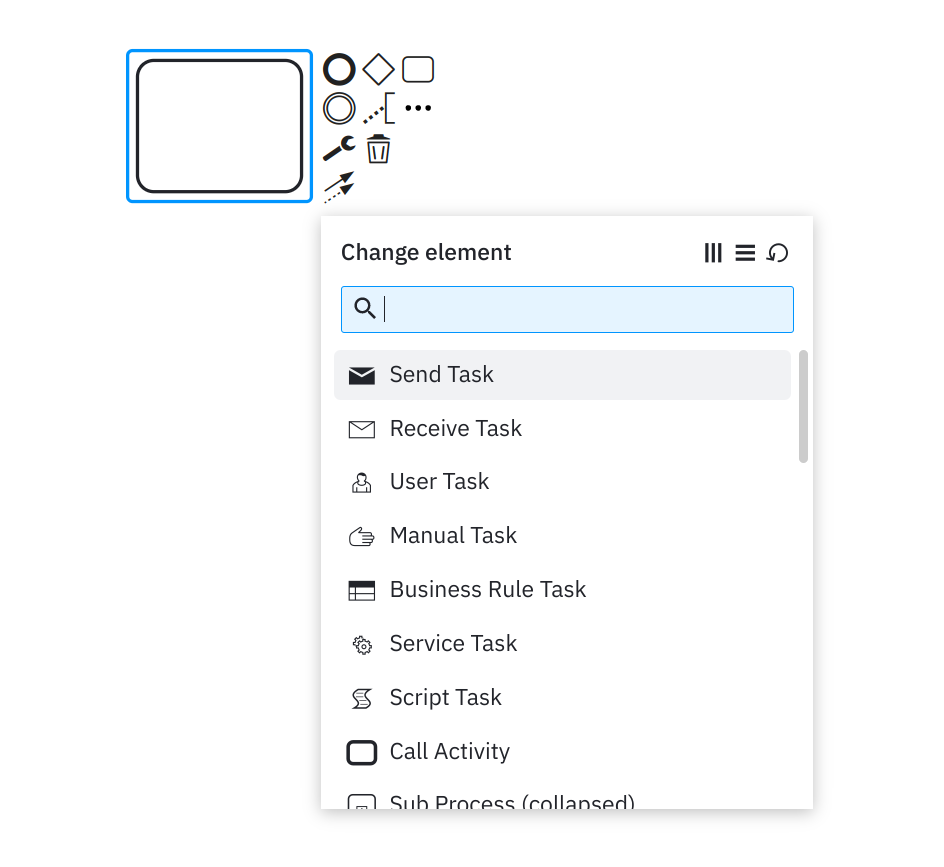 Change element
Send Task
Receive Task
User Task
Manual Task
Business Rule Task
Service Task
Script Task
Call Activity
Sub Process (collapsed)